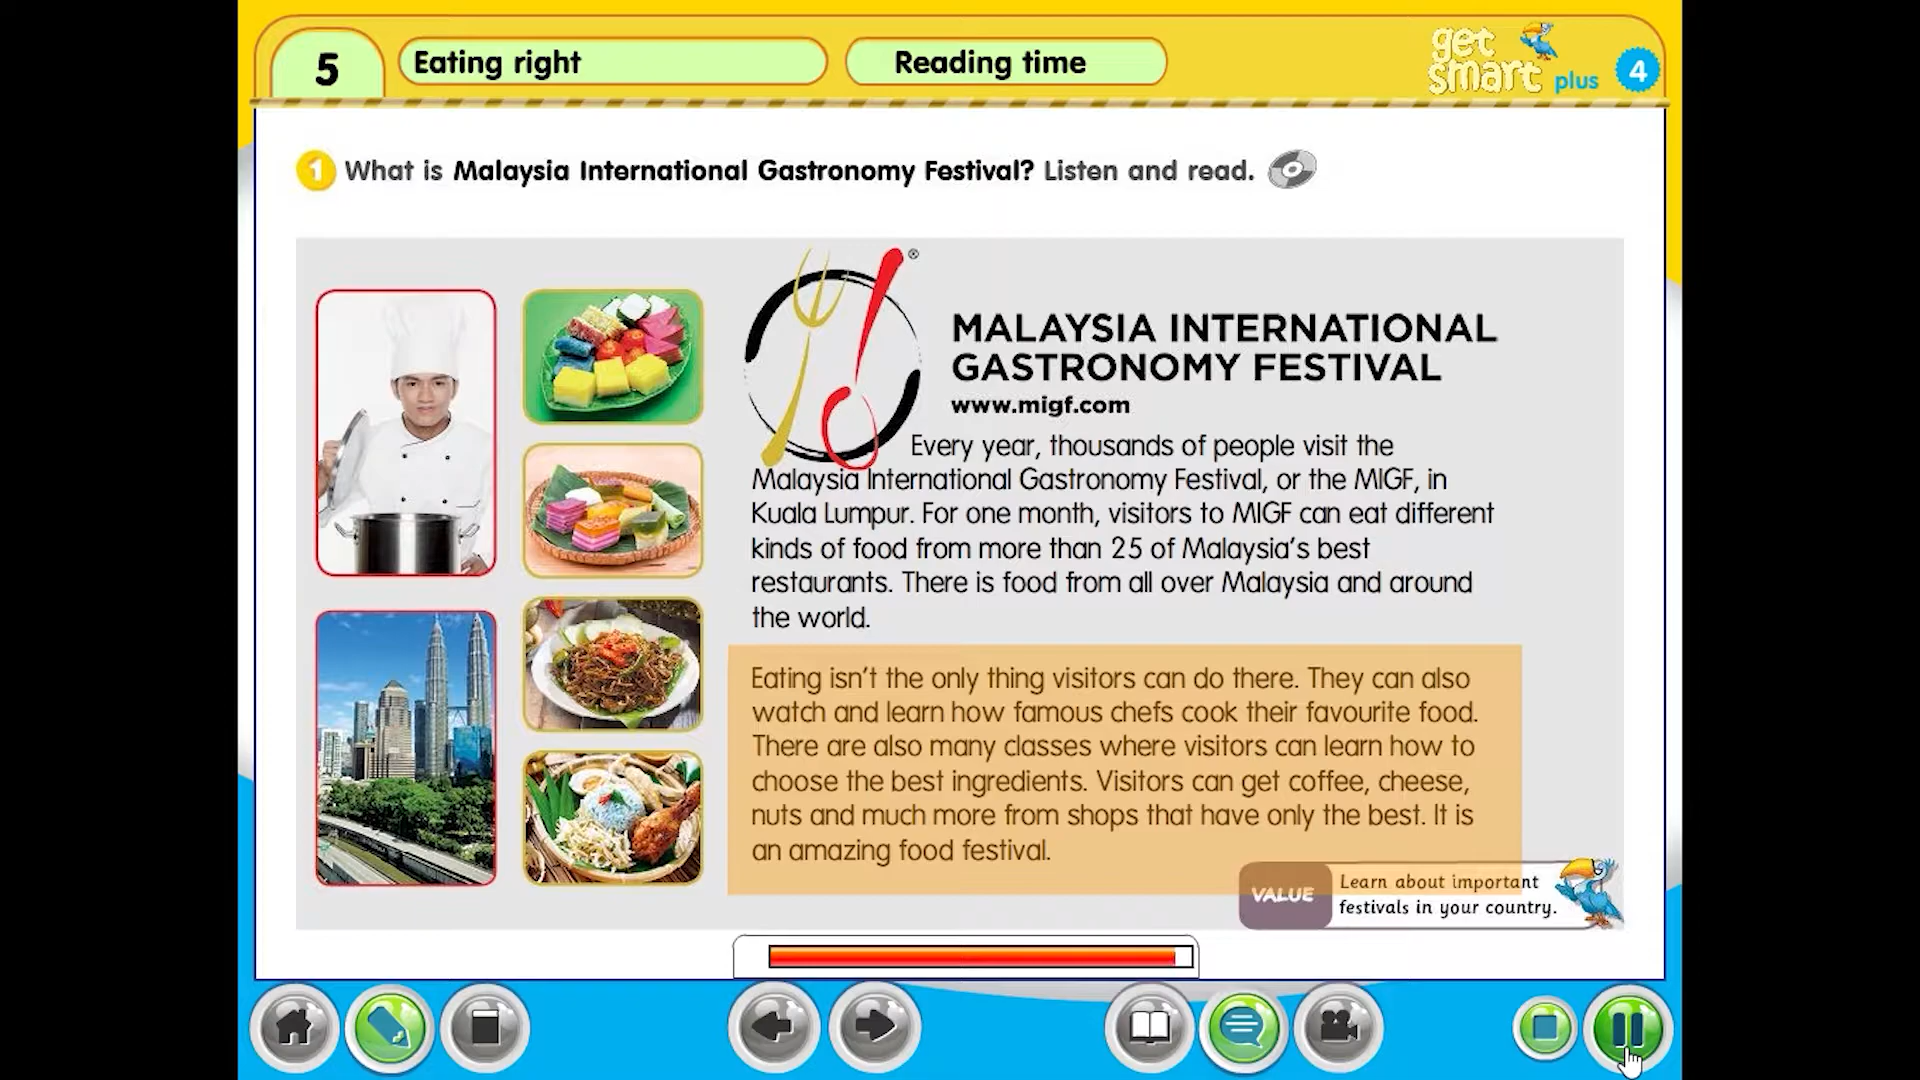 5
Eating right
Reading time
get
smart plus
4
1 What is Malaysia International Gastronomy Festival? Listen and read.
®
MALAYSIA INTERNATIONAL
GASTRONOMY FESTIVAL
www.migf.com
Every year, thousands of people visit the
Malaysia International Gastronomy Festival, or the MIGF, in
Kuala Lumpur. For one month, visitors to MIGF can eat different
kinds of food from more than 25 of Malaysia's best
restaurants. There is food from all over Malaysia and around
the world.
Eating isn't the only thing visitors can do there. They can also
watch and learn how famous chefs cook their favourite food.
There are also many classes where visitors can learn how to
choose the best ingredients. Visitors can get coffee, cheese,
nuts and much more from shops that have only the best. It is
an amazing food festival.
VALUE
Learn about important
festivals in your country.